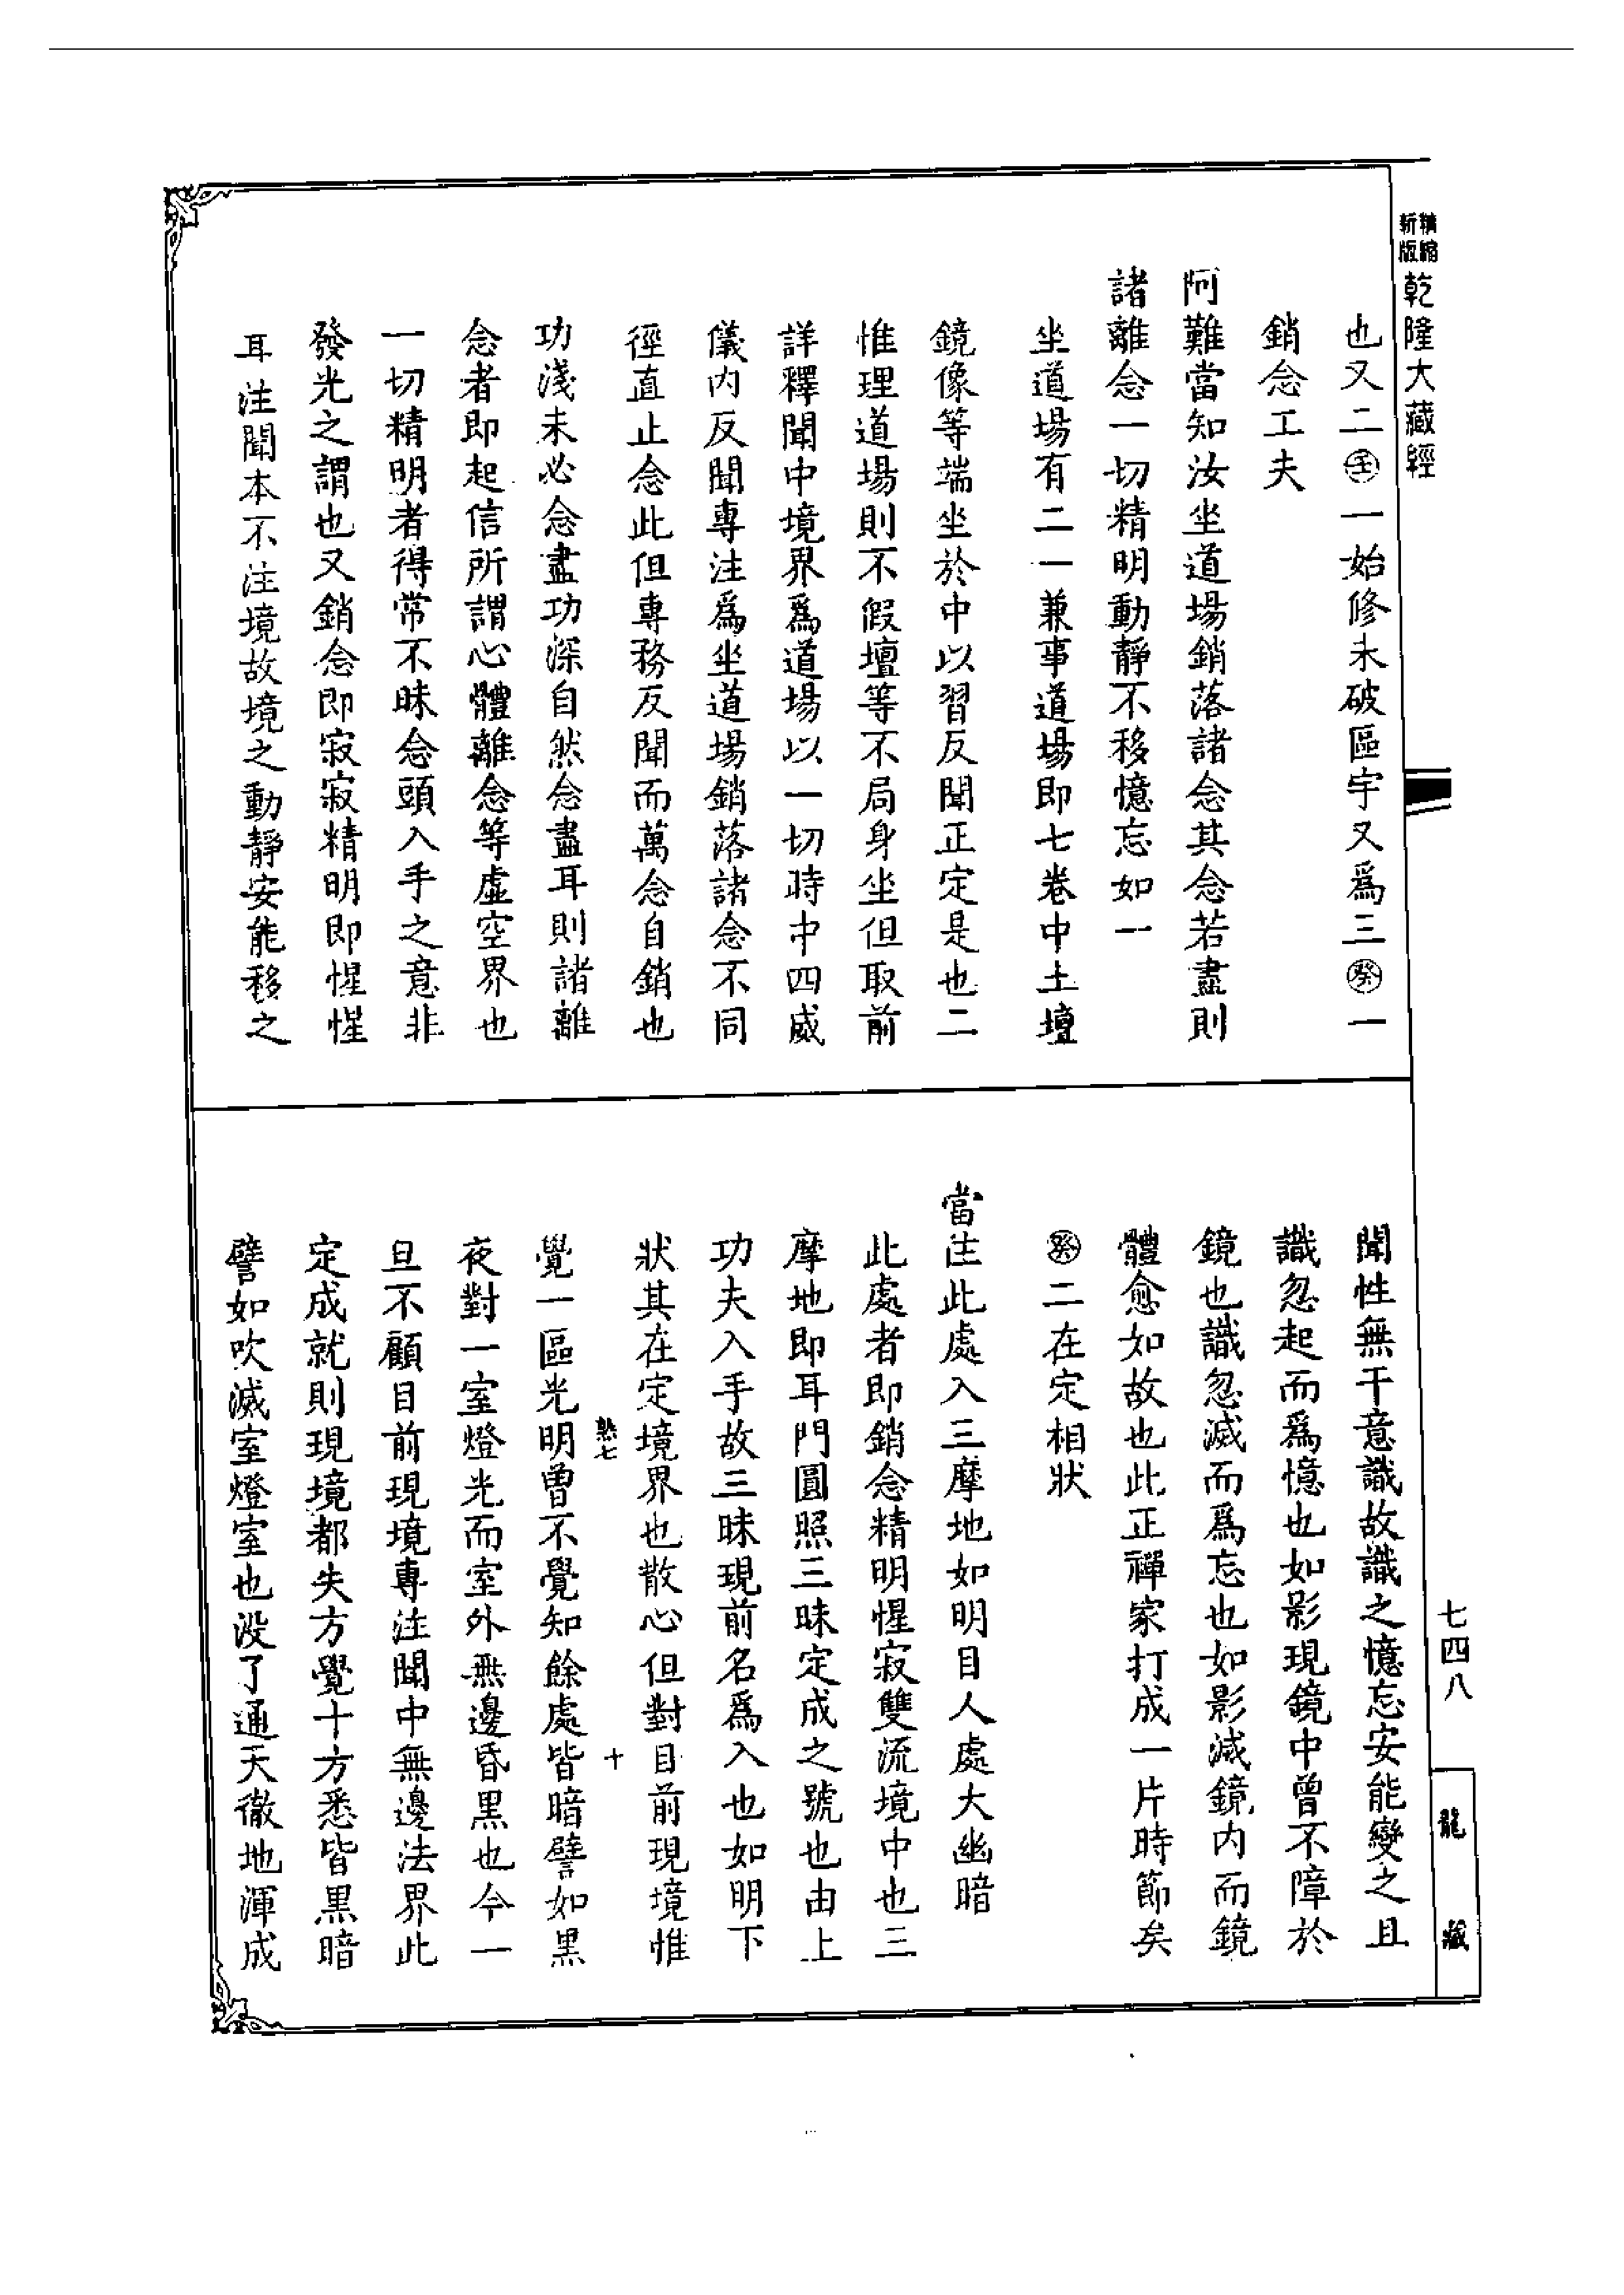 精縮新版乾隆大藏經
也又二㊀一始修未破區宇又爲三一
銷念工夫
阿難當知汝坐道場銷落諸念其念若盡則
諸離念一切精明動靜不移憶忘如一
坐道場有二一兼事道場即七卷中土壇
鏡像等端坐於中以習反聞正定是也二
惟理道場則不假壇等不局身坐但取前
詳釋聞中境界爲道場以一切時中四威
儀内反聞專注爲坐道場銷落諸念不同
徑直止念此但專務反聞而萬念自銷也
功淺未必念盡功深自然念盡耳則諸離
念者即起信所謂心體離念等虛空界也
一切精明者得常不昧念頭入手之意非
發光之謂也又銷念即寂寂精明即惺惺
耳注聞本不注境故境之動靜安能移之
聞性無干意識故識之憶忘安能變之且
識忽起而爲憶也如影現鏡中曾不障於
鏡也識忽滅而爲忘也如影滅鏡内而鏡
體愈如故也此正禪家打成一片時節矣
二在定相狀
當住此處入三摩地如明目人處大幽暗
此處者即銷念精明惺寂雙流境中也三
摩地即耳門圓照三昧定成之號也由上
功夫入手故三昧現前名爲入也如明下
狀其在定境界也散心但對目前現境惟
覺一區光明曾不覺知餘處皆暗譬如黑
夜對一室燈光而室外無邊昏黑也今一
旦不顧目前現境專注聞中無邊法界此
定成就則現境都失方覺十方悉皆黑暗
譬如吹滅室燈室也没了通天徹地渾成
七四八
龍藏
十